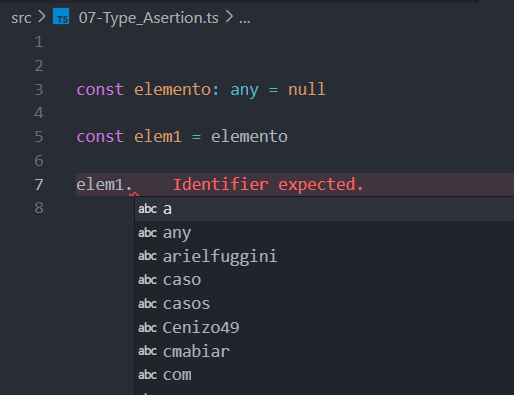 src > TS 07-Type_Asertion.ts > ...
1
2
3 const elemento: any = null
4
5 const elem1 = elemento
6
7 elem1. Identifier expected.
8
abc a
abc any
abc arielfuggini
abc caso
abc casos
abc Cenizo49
abc cmabiar
abc com